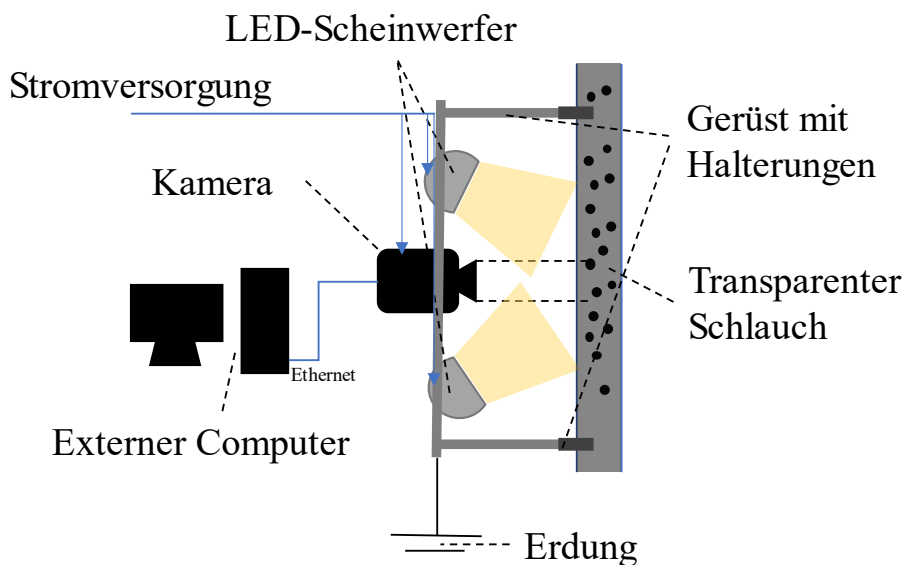 LED-Scheinwerfer
Stromversorgung
Gerüst mit
Halterungen
Kamera
Transparenter
Schlauch
Ethernet
Externer Computer
Erdung